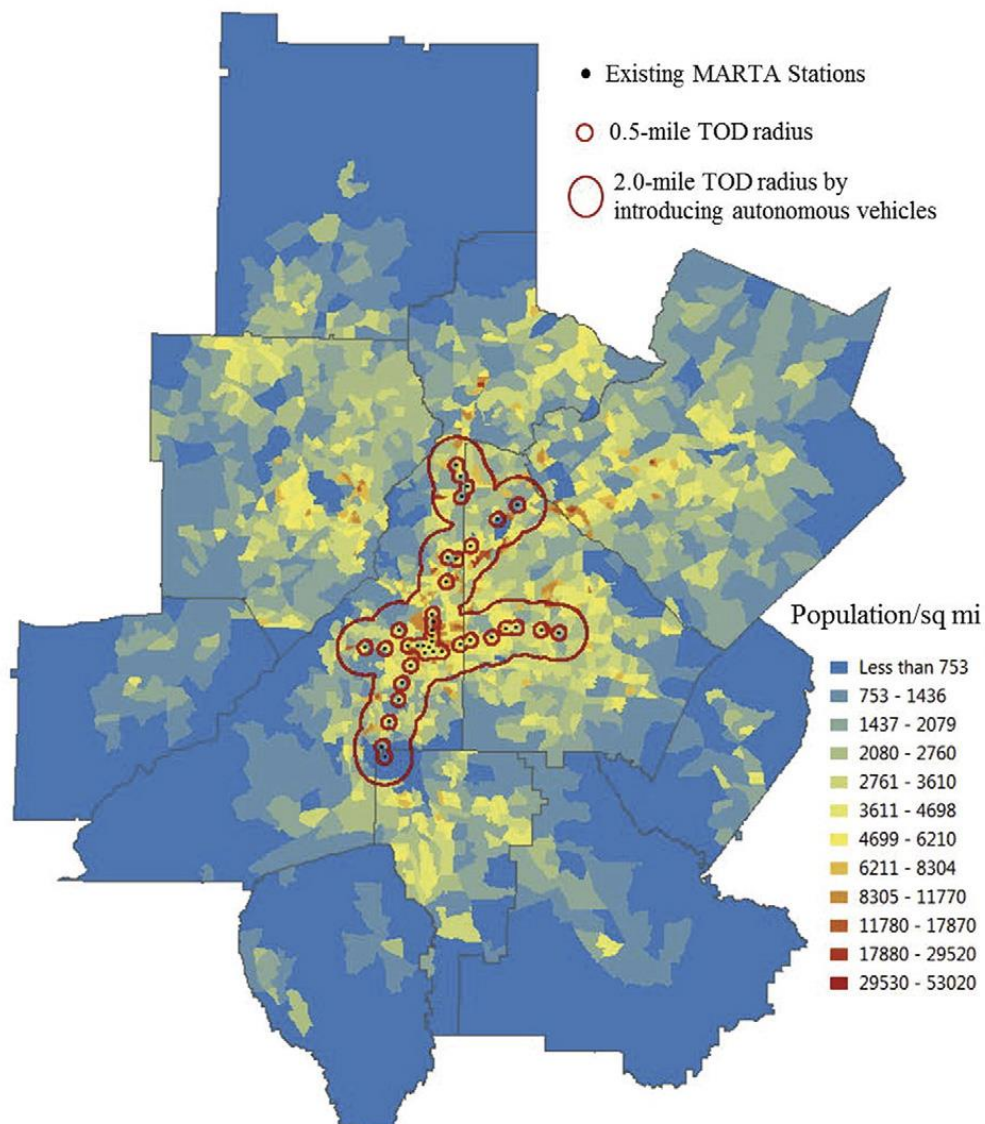 Existing MARTA Stations
0.5-mile TOD radius
2.0-mile TOD radius by
introducing autonomous vehicles
Population/sq mi
Less than 753
753 - 1436
1437 - 2079
2080 - 2760
2761 - 3610
3611 - 4698
4699 - 6210
6211 - 8304
8305 - 11770
11780 - 17870
17880 - 29520
29530 - 53020